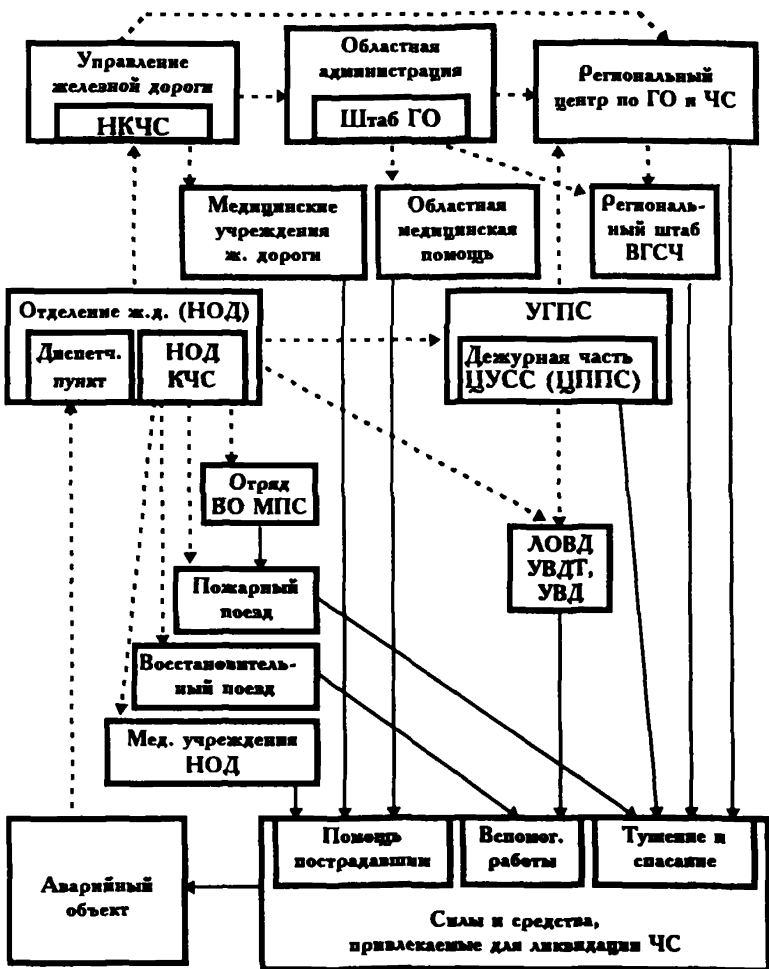 Управление
железной дороги
НКЧС
Областная
администрация
Штаб ГО
Региональный
центр по ГО и ЧС
Медицинские
учреждения
ж. дороги
Областная
медицинская
помощь
Региональ-
ный штаб
ВГСЧ
Отделение ж.д. (НОД)
Диспетч.
пункт
НОД
КЧС
УГПС
Дежурная часть
ЦУСС (ЦППС)
Отряд
ВО МПС
ЛОВД
УВДТ,
УВД
Пожарный
поезд
Восстановитель-
ный поезд
Мед. учреждения
НОД
Аварийный
объект
Помощь
пострадавшим
Вспомог.
работы
Тушение и
спасание
Силы и средства,
привлекаемые для ликвидации ЧС